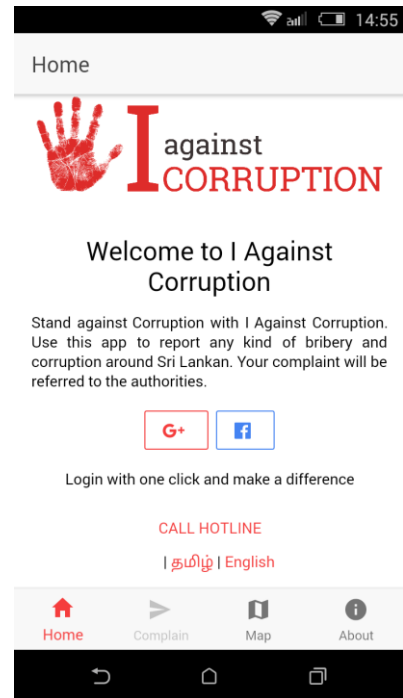 14:55
Home
I against
CORRUPTION
Welcome to I Against
Corruption
Stand against Corruption with I Against Corruption.
Use this app to report any kind of bribery and
corruption around Sri Lankan. Your complaint will be
referred to the authorities.
G+ f
Login with one click and make a difference
CALL HOTLINE
| தமிழ் | English
Home Complain Map About